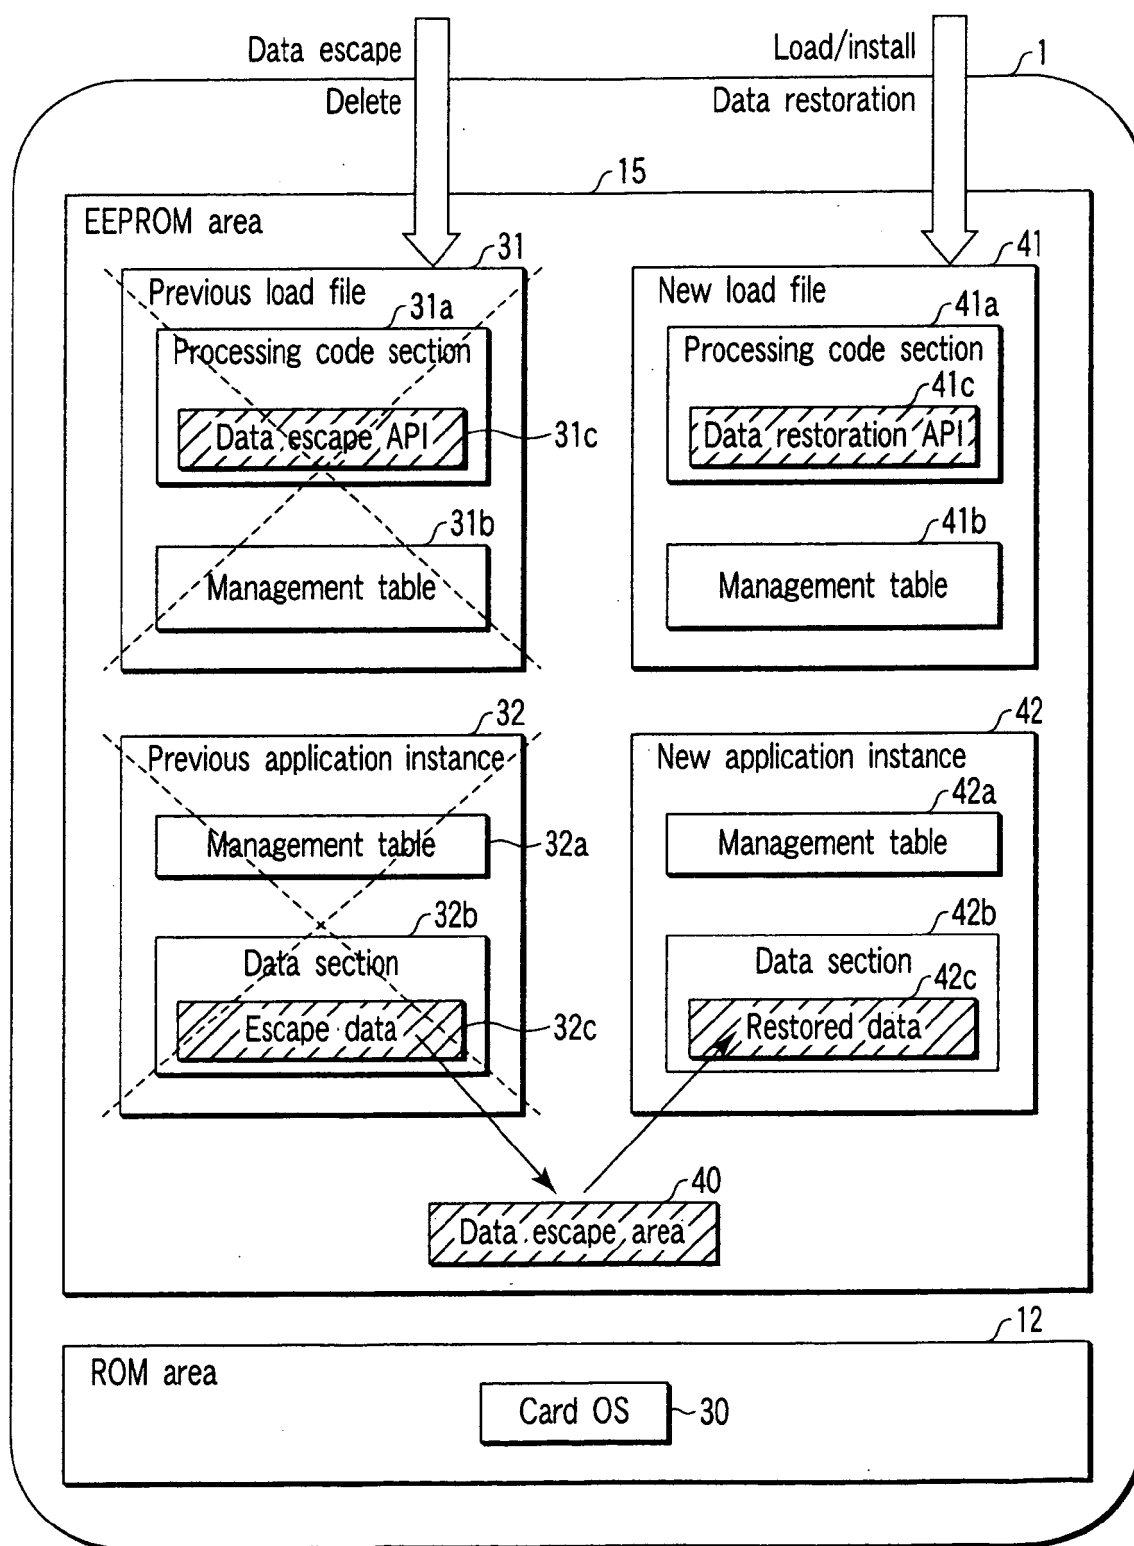 Data escape
Delete
Load/install
Data restoration
1
15
EEPROM area
31
Previous load file
31a
Processing code section
Data escape API
31c
31b
Management table
41
New load file
41a
Processing code section
41c
Data restoration API
41b
Management table
32
Previous application instance
Management table
32a
32b
Data section
Escape data
32c
42
New application instance
42a
Management table
42b
Data section
42c
Restored data
40
Data escape area
12
ROM area
Card OS
30